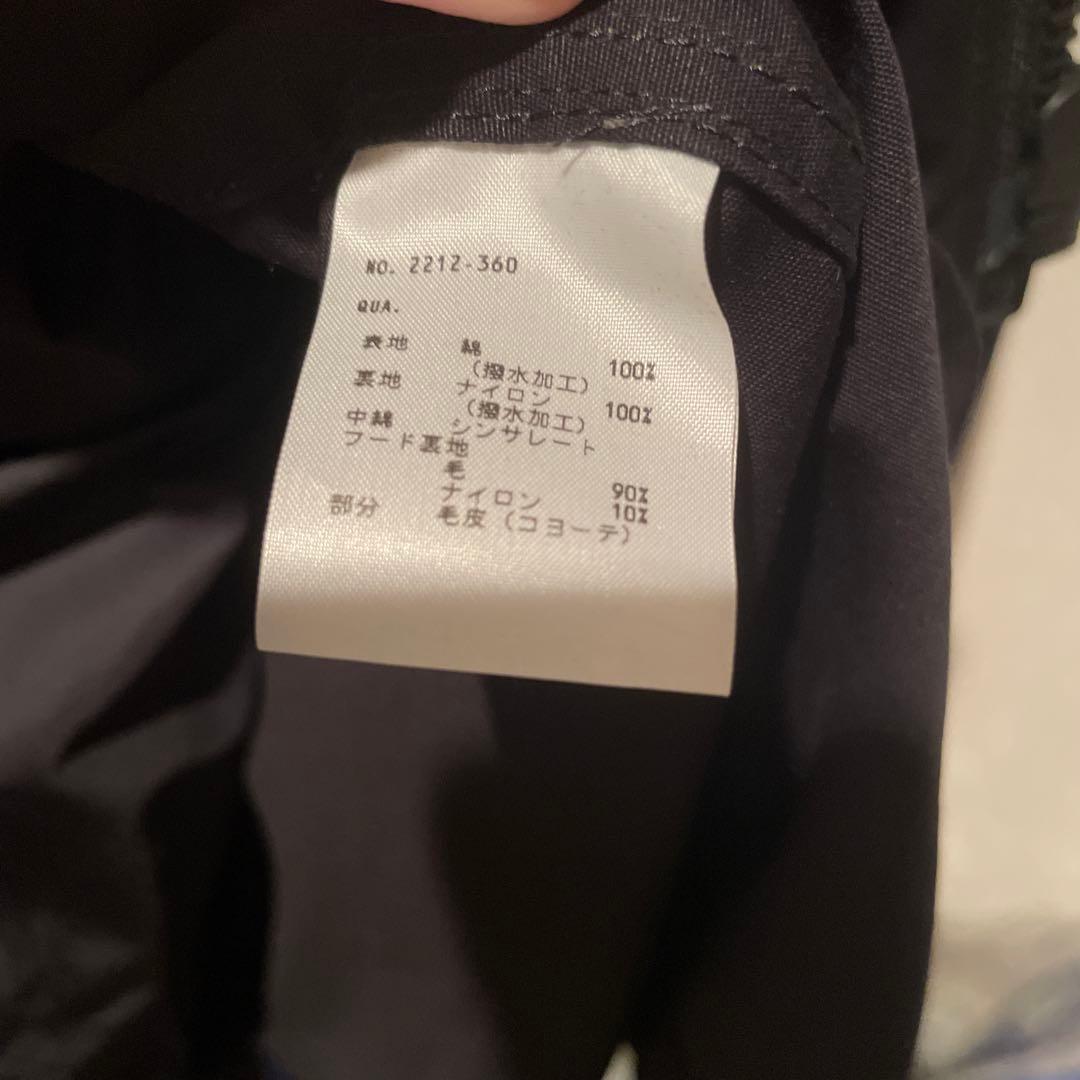 NO. 2212-360
QUA.
表地 綿 100%
(撥水加工)
裏地 ナイロン 100%
(撥水加工)
中綿 シンサレート
フード裏地
毛 90%
ナイロン 10%
部分 毛皮(コヨーテ)